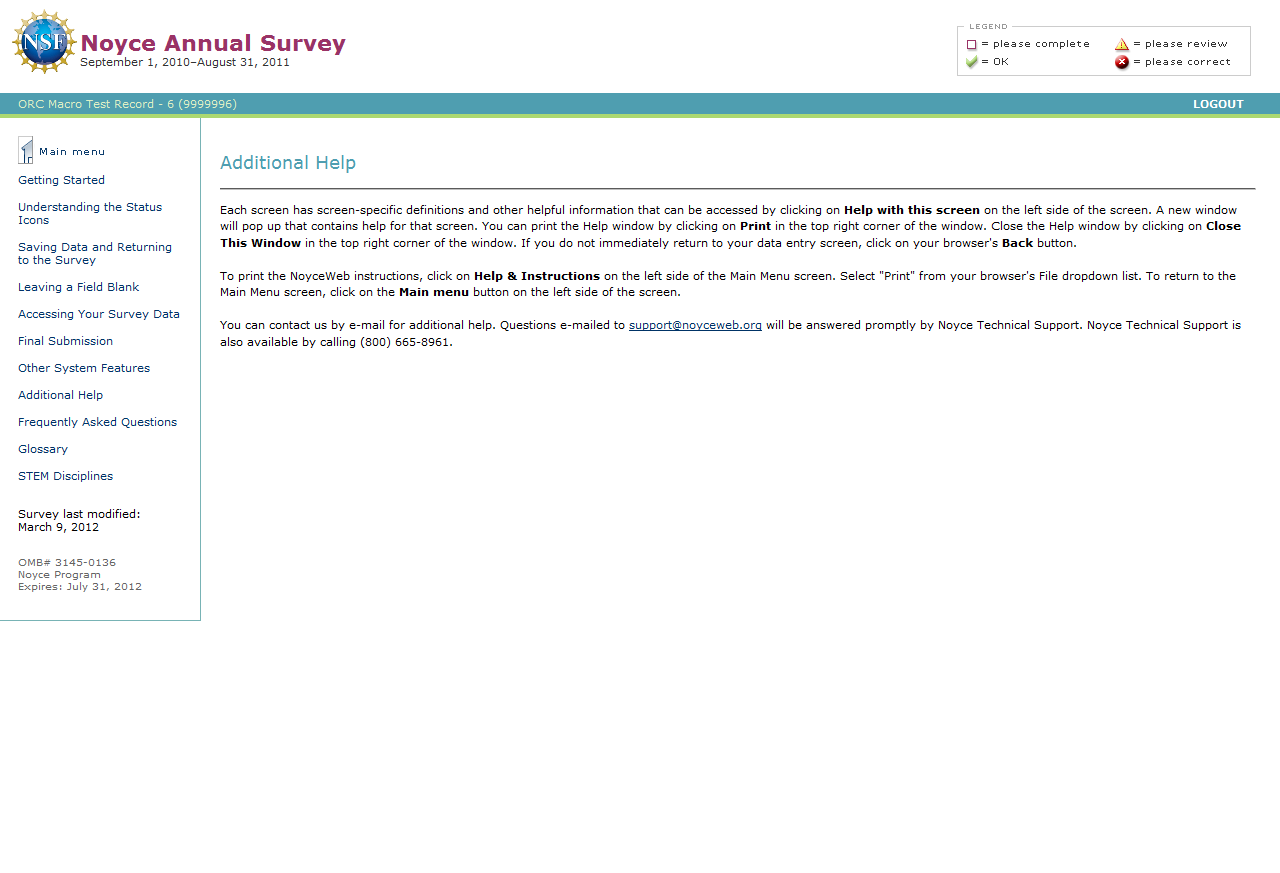 NSF
Noyce Annual Survey
September 1, 2010–August 31, 2011
LEGEND
= please complete
= please review
= OK
= please correct
ORC Macro Test Record - 6 (9999996)
LOGOUT
Main menu
Getting Started
Understanding the Status
Icons
Saving Data and Returning
to the Survey
Leaving a Field Blank
Accessing Your Survey Data
Final Submission
Other System Features
Additional Help
Frequently Asked Questions
Glossary
STEM Disciplines
Survey last modified:
March 9, 2012
OMB# 3145-0136
Noyce Program
Expires: July 31, 2012
Additional Help
Each screen has screen-specific definitions and other helpful information that can be accessed by clicking on Help with this screen on the left side of the screen. A new window
will pop up that contains help for that screen. You can print the Help window by clicking on Print in the top right corner of the window. Close the Help window by clicking on Close
This Window in the top right corner of the window. If you do not immediately return to your data entry screen, click on your browser's Back button.
To print the NoyceWeb instructions, click on Help & Instructions on the left side of the Main Menu screen. Select "Print" from your browser's File dropdown list. To return to the
Main Menu screen, click on the Main menu button on the left side of the screen.
You can contact us by e-mail for additional help. Questions e-mailed to support@noyceweb.org will be answered promptly by Noyce Technical Support. Noyce Technical Support is
also available by calling (800) 665-8961.